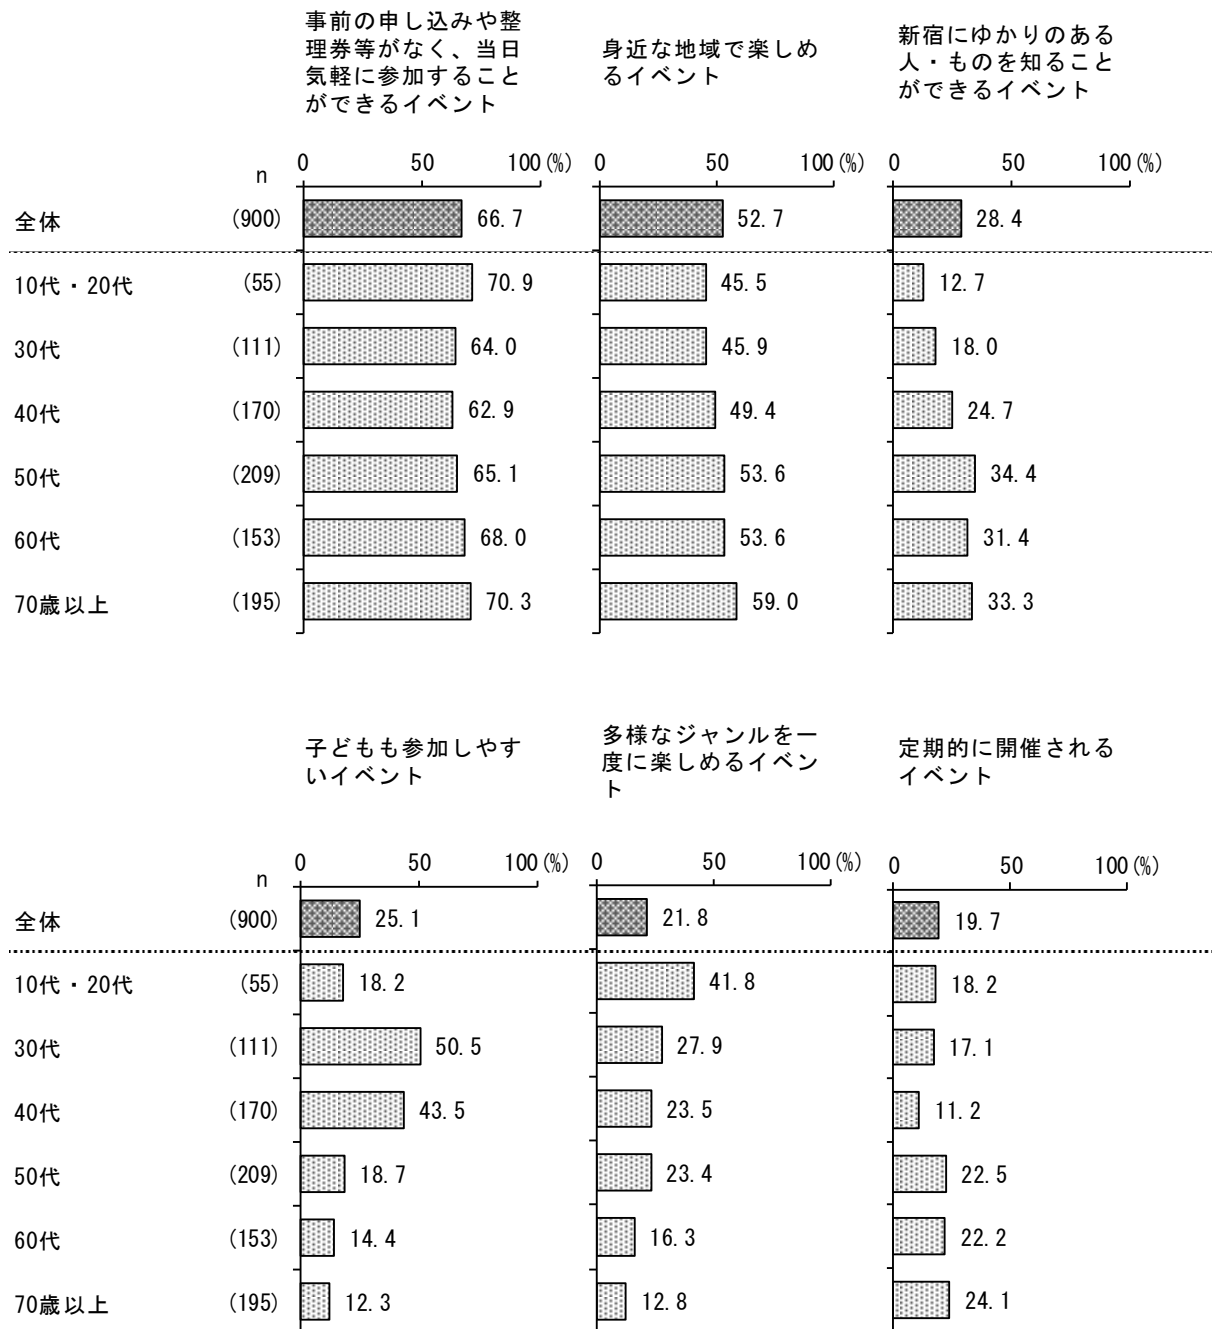 事前の申し込みや整
理券等がなく、当日
気軽に参加すること
ができるイベント
身近な地域で楽しめ
るイベント
新宿にゆかりのある
人・ものを知ること
ができるイベント
0 50 100(%) 0 50 100(%) 0 50 100(%)
n
全体 (900) 66.7 52.7 28.4
10代・20代 (55) 70.9 45.5 12.7
30代 (111) 64.0 45.9 18.0
40代 (170) 62.9 49.4 24.7
50代 (209) 65.1 53.6 34.4
60代 (153) 68.0 53.6 31.4
70歳以上 (195) 70.3 59.0 33.3
子どもも参加しやす
いイベント
多様なジャンルを一
度に楽しめるイベン
ト
定期的に開催される
イベント
0 50 100(%) 0 50 100(%) 0 50 100(%)
n
全体 (900) 25.1 21.8 19.7
10代・20代 (55) 18.2 41.8 18.2
30代 (111) 50.5 27.9 17.1
40代 (170) 43.5 23.5 11.2
50代 (209) 18.7 23.4 22.5
60代 (153) 14.4 16.3 22.2
70歳以上 (195) 12.3 12.8 24.1